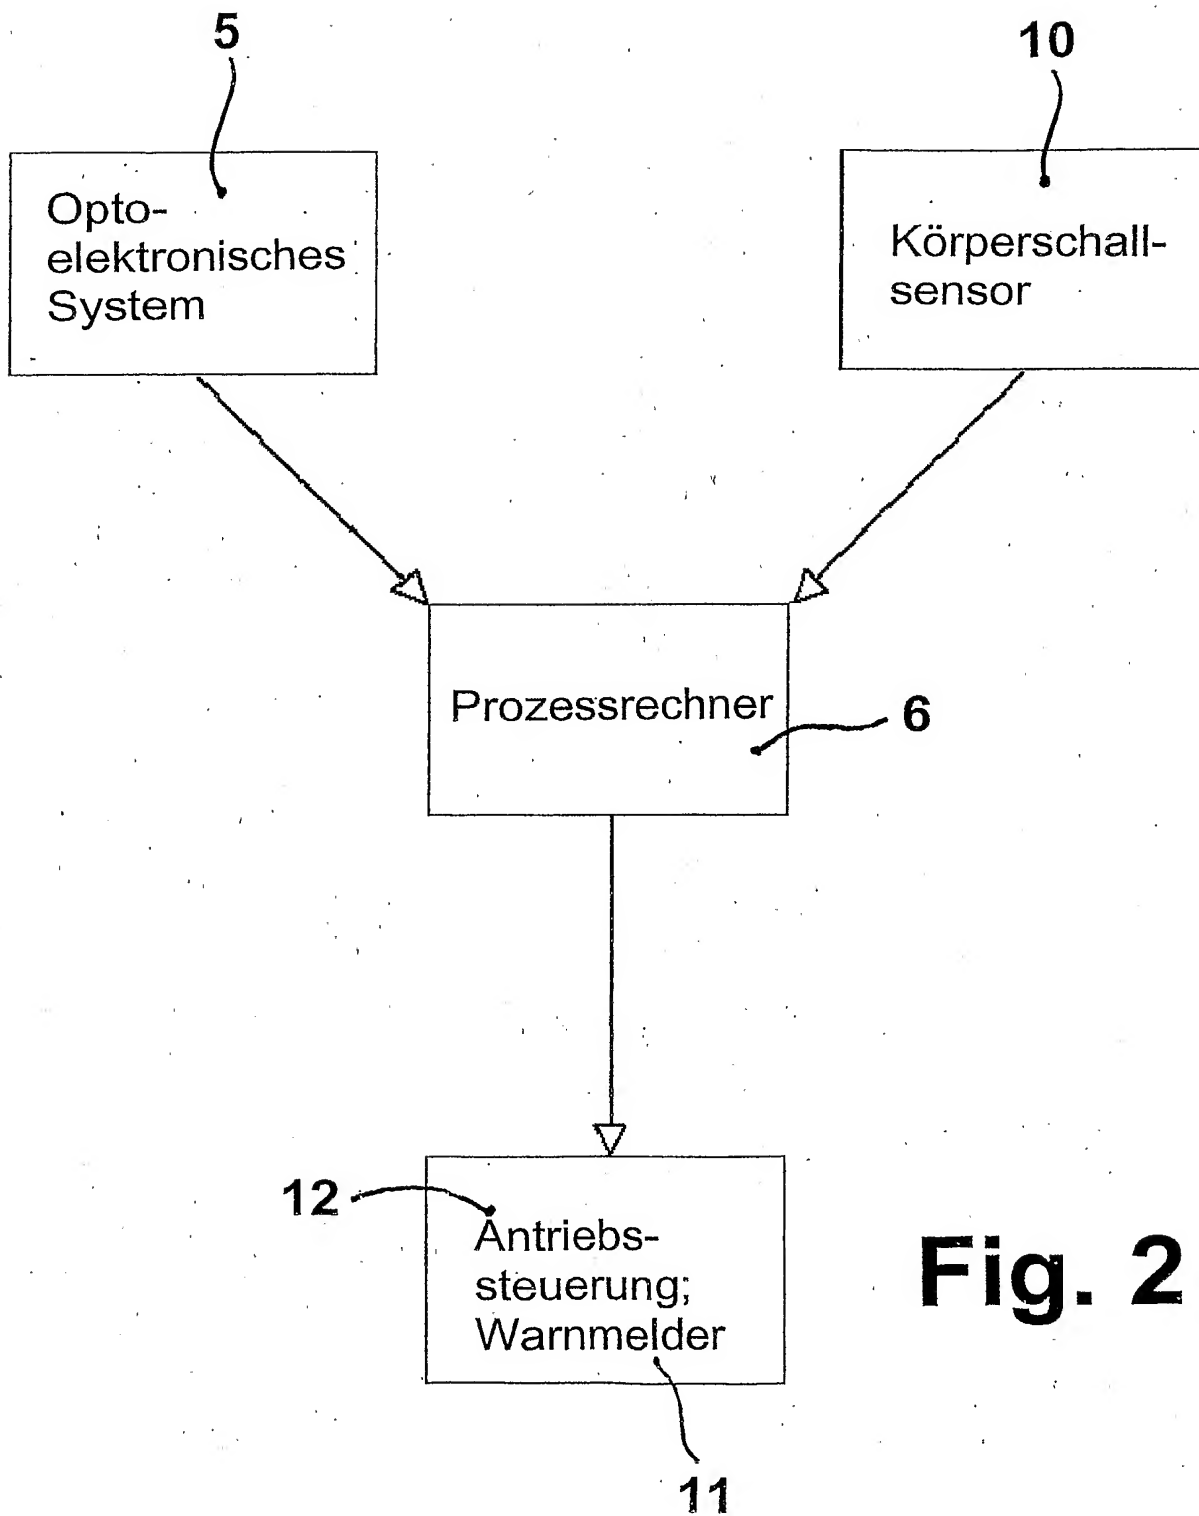 5
10
Opto-
elektronisches
System
Körperschall-
sensor
Prozessrechner
6
12
Antriebs-
steuerung;
Warnmelder
11
Fig. 2